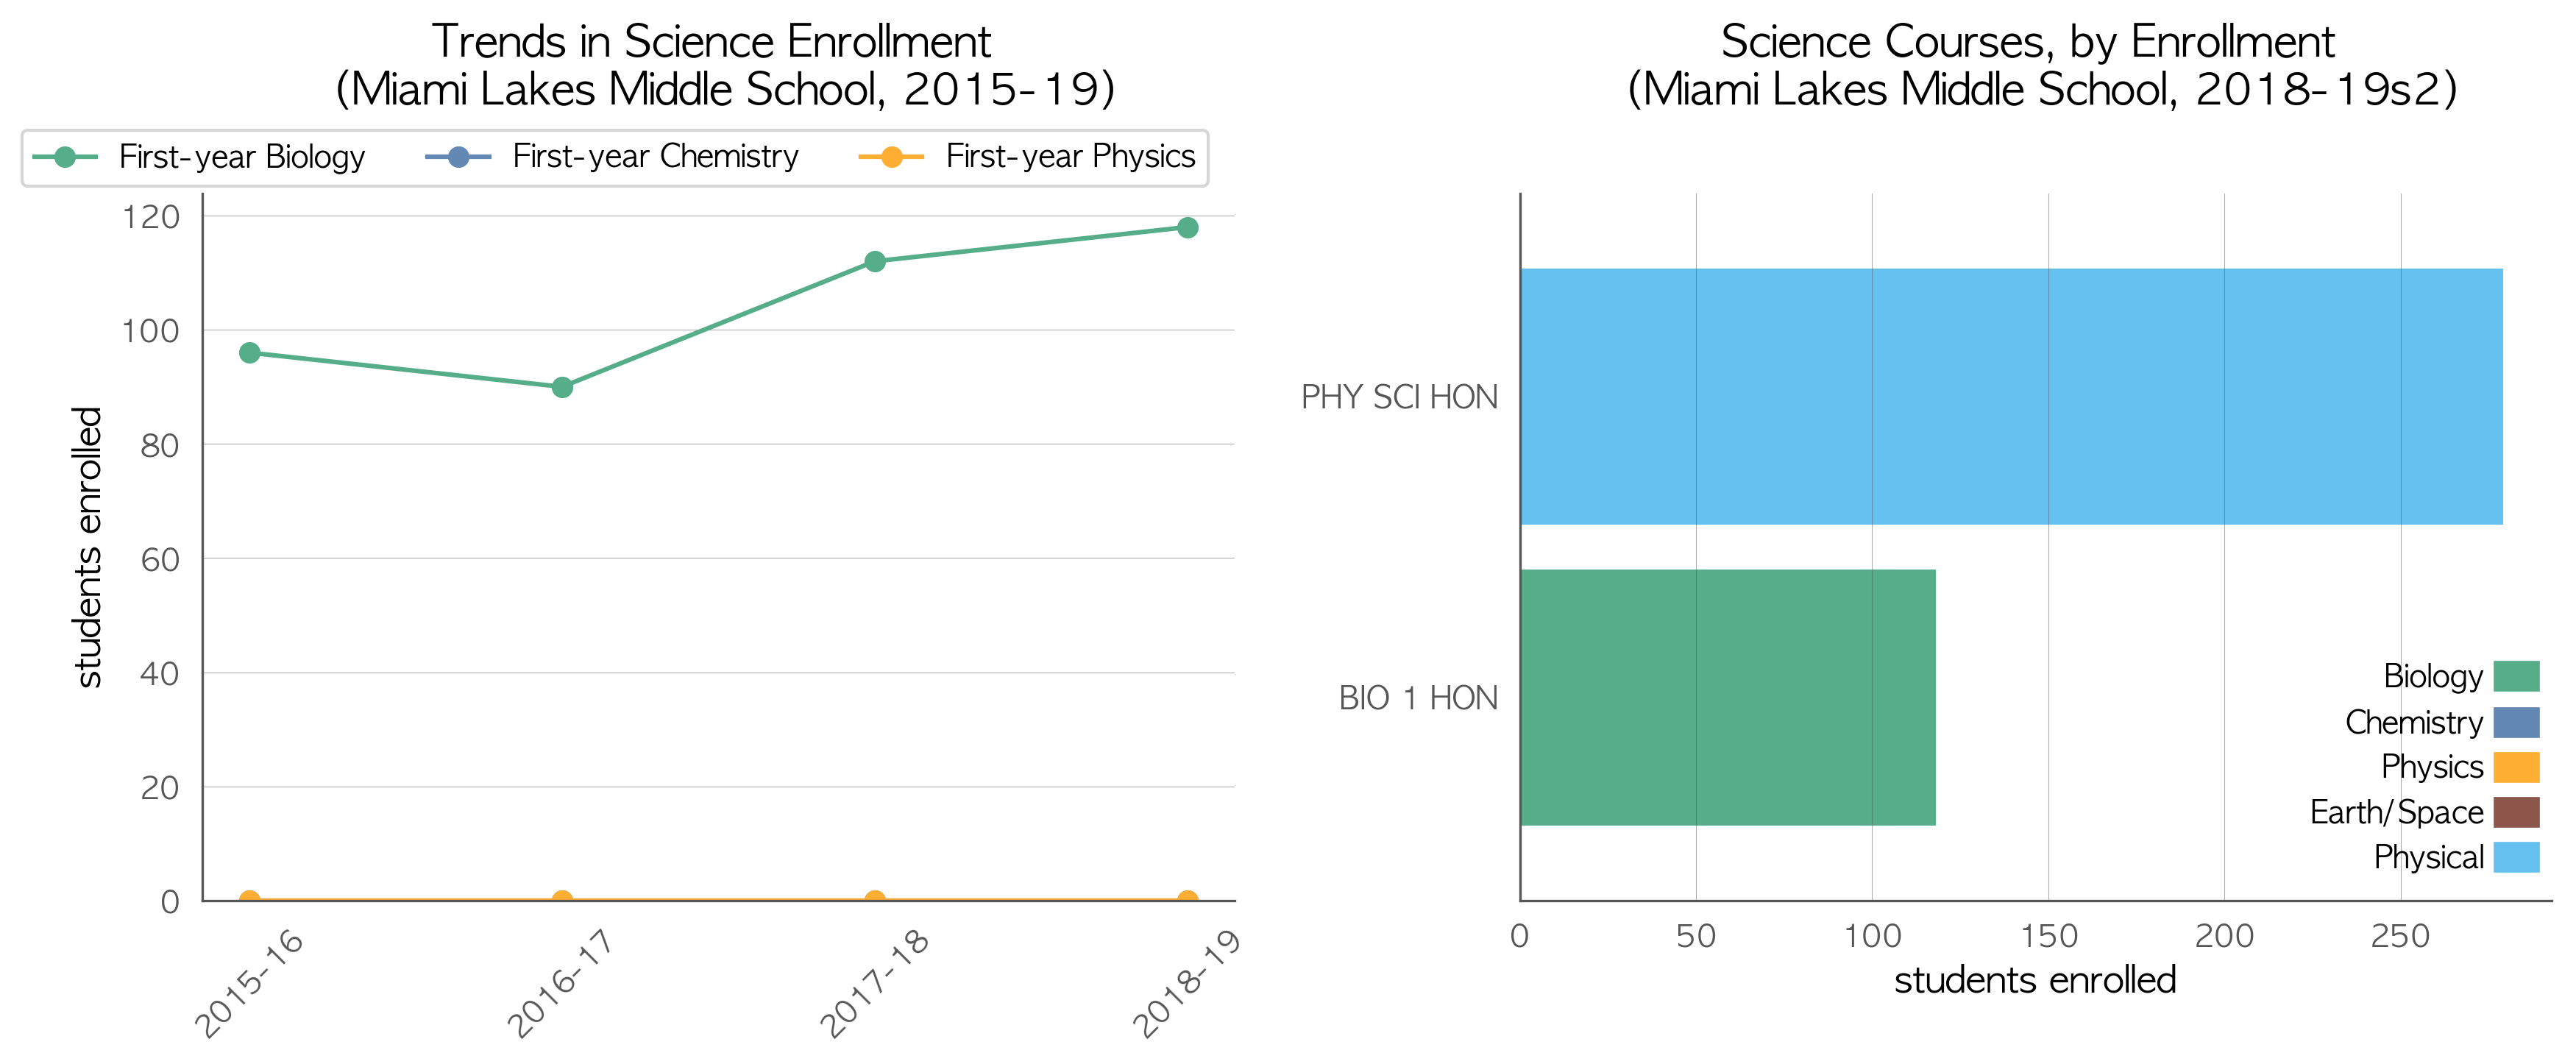 Trends in Science Enrollment
(Miami Lakes Middle School, 2015-19)
First-year Biology
First-year Chemistry
First-year Physics
120
100
80
60
40
20
0
students enrolled
2015-16
2016-17
2017-18
2018-19
Science Courses, by Enrollment
(Miami Lakes Middle School, 2018-19s2)
PHY SCI HON
BIO 1 HON
Biology
Chemistry
Physics
Earth/Space
Physical
0
50
100
150
200
250
students enrolled